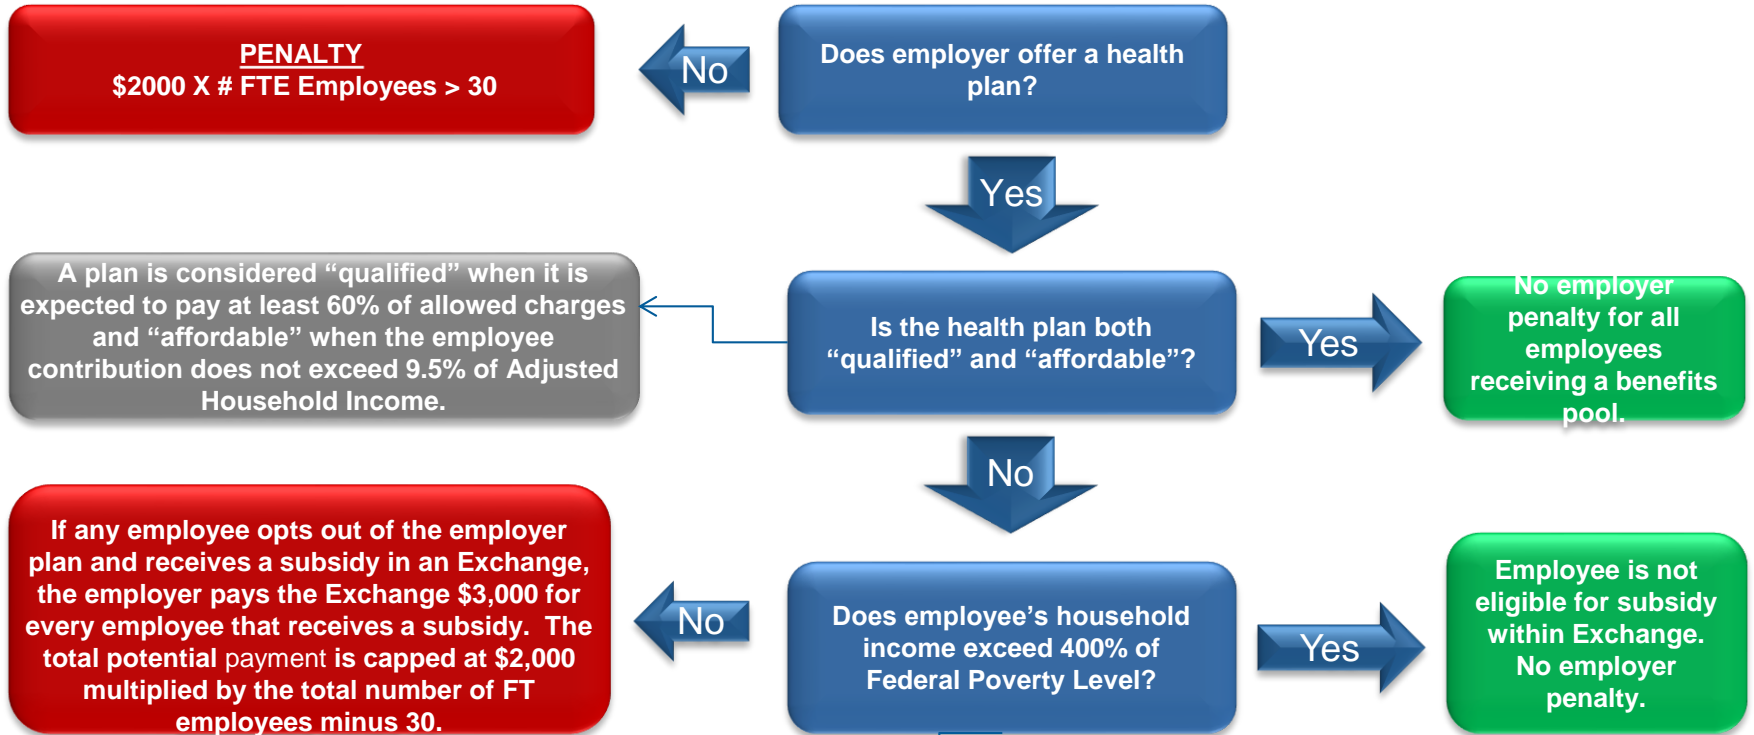 PENALTY
$2000 X # FTE Employees > 30
No
Does employer offer a health
plan?
Yes
A plan is considered “qualified” when it is
expected to pay at least 60% of allowed charges
and “affordable” when the employee
contribution does not exceed 9.5% of Adjusted
Household Income.
Is the health plan both
“qualified” and “affordable”?
Yes
No employer
penalty for all
employees
receiving a benefits
pool.
No
If any employee opts out of the employer
plan and receives a subsidy in an Exchange,
the employer pays the Exchange $3,000 for
every employee that receives a subsidy. The
total potential payment is capped at $2,000
multiplied by the total number of FT
employees minus 30.
No
Does employee’s household
income exceed 400% of
Federal Poverty Level?
Yes
Employee is not
eligible for subsidy
within Exchange.
No employer
penalty.